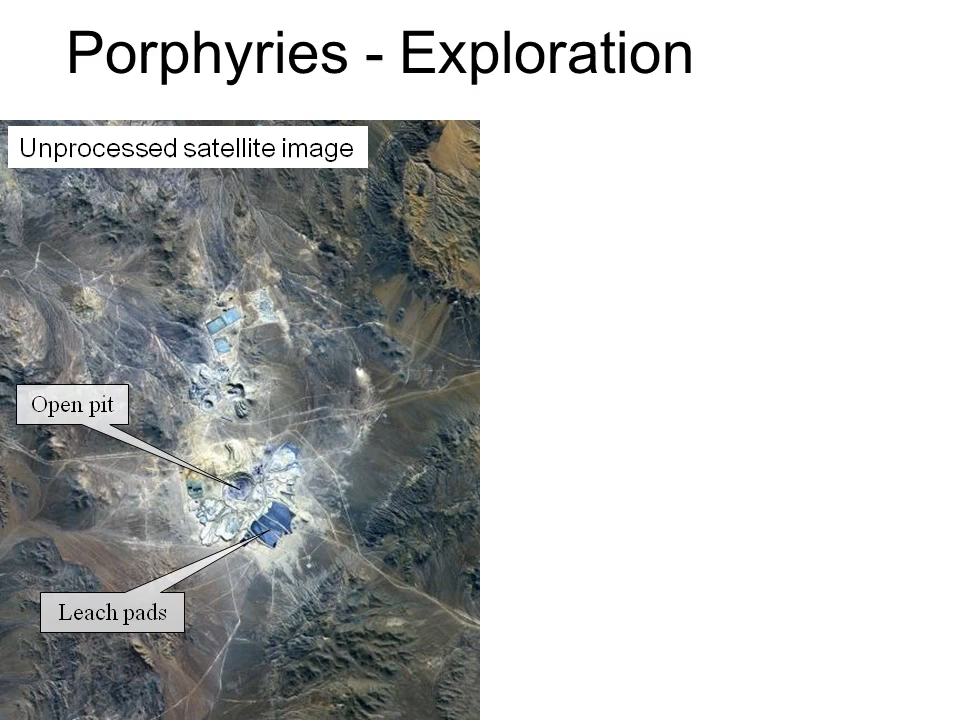 Porphyries - Exploration
Unprocessed satellite image
Open pit
Leach pads